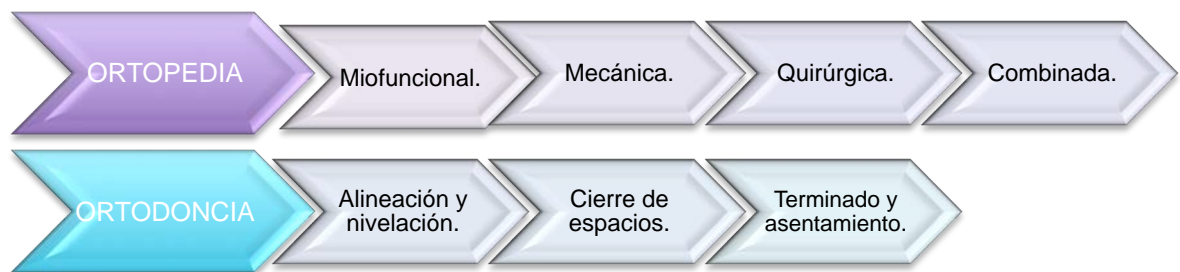 ORTOPEDIA
Miofuncional.
Mecánica.
Quirúrgica.
Combinada.
ORTODONCIA
Alineación y
nivelación.
Cierre de
espacios.
Terminado y
asentamiento.